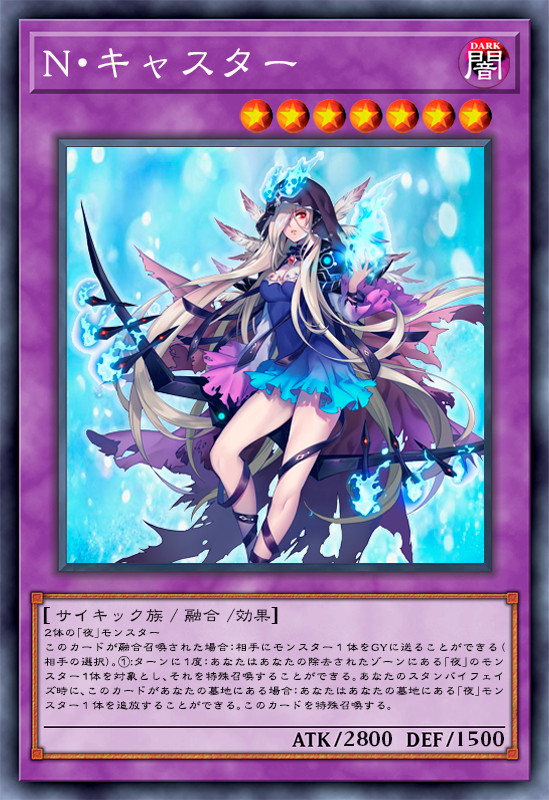 N•キャスター
DARK
闇
[サイキック族 / 融合 /効果]
2体の「夜」モンスター
このカードが融合召喚された場合:相手にモンスター1体をGYに送ることができる(
相手の選択)。①:ターンに1度:あなたはあなたの除去されたゾーンにある「夜」のモン
スター1体を対象とし、それを特殊召喚することができる。あなたのスタンバイフェイ
ズ時に、このカードがあなたの墓地にある場合:あなたはあなたの墓地にある「夜」モン
スター1体を追放することができる。このカードを特殊召喚する。
ATK/2800 DEF/1500